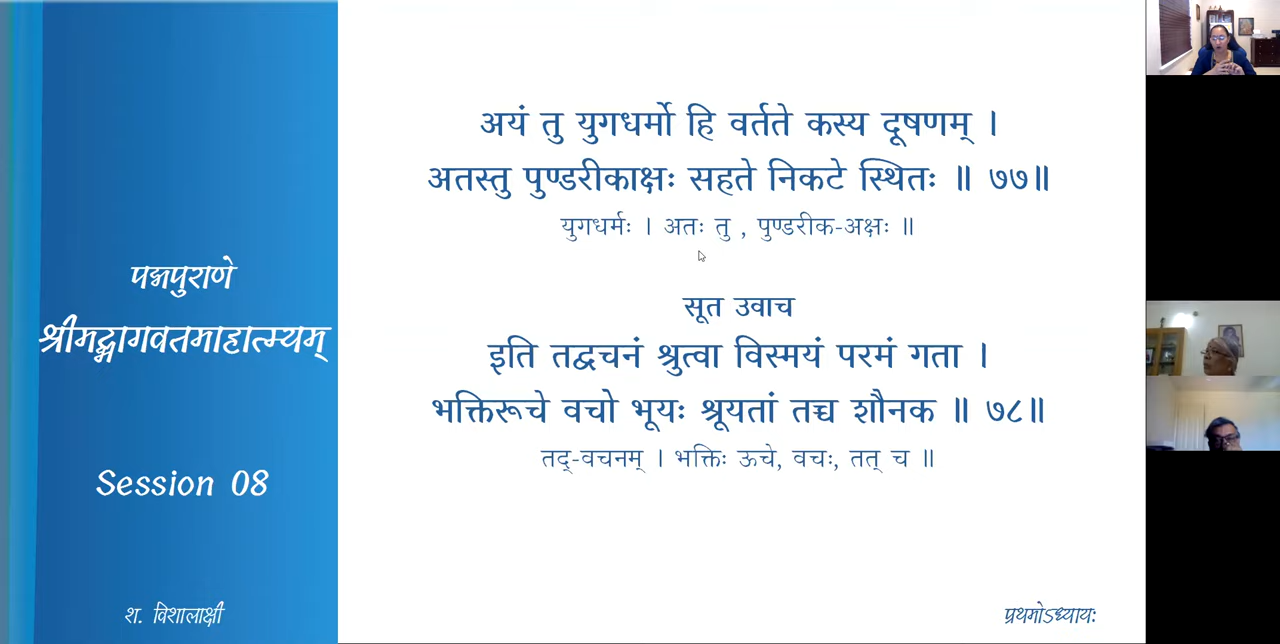 पद्मपुराणे
श्रीमद्भागवतमाहात्म्यम्
Session 08
श. विशालाक्षी
अयं तु युगधर्मो हि वर्तते कस्य दूषणम् ।
अतस्तु पुण्डरीकाक्षः सहते निकटे स्थितः ॥ ७७॥
युगधर्मः । अतः तु , पुण्डरीक-अक्षः ॥
सूत उवाच
इति तद्वचनं श्रुत्वा विस्मयं परमं गता ।
भक्तिरूचे वचो भूयः श्रूयतां तच्च शौनक ॥ ७८॥
तद्-वचनम् । भक्तिः ऊचे, वचः, तत् च ॥
प्रथमोऽध्यायः